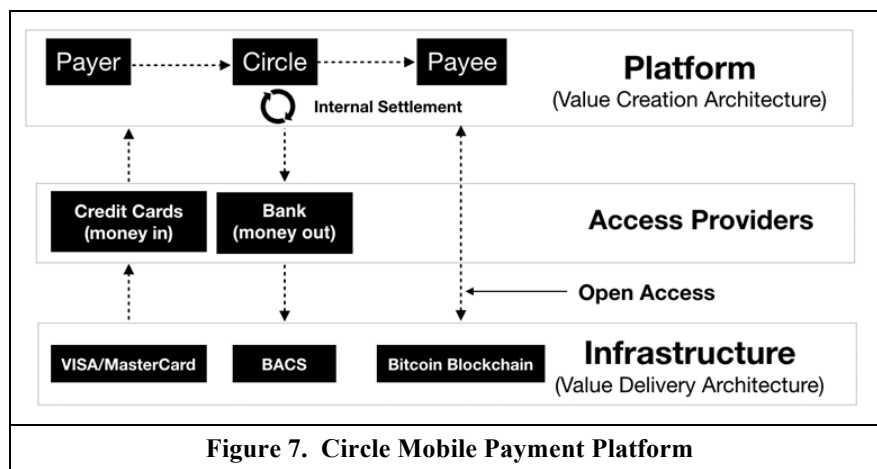 Payer
Circle
Payee
Platform
(Value Creation Architecture)
Internal Settlement
Credit Cards
(money in)
Bank
(money out)
Access Providers
Open Access
VISA/MasterCard
BACS
Bitcoin Blockchain
Infrastructure
(Value Delivery Architecture)
Figure 7. Circle Mobile Payment Platform